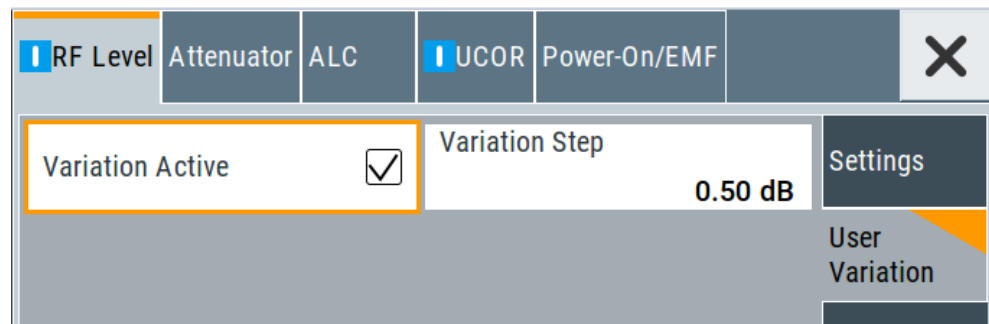 RF Level Attenuator ALC UCOR Power-On/EMF
Variation Active
Variation Step
0.50 dB
Settings
User
Variation